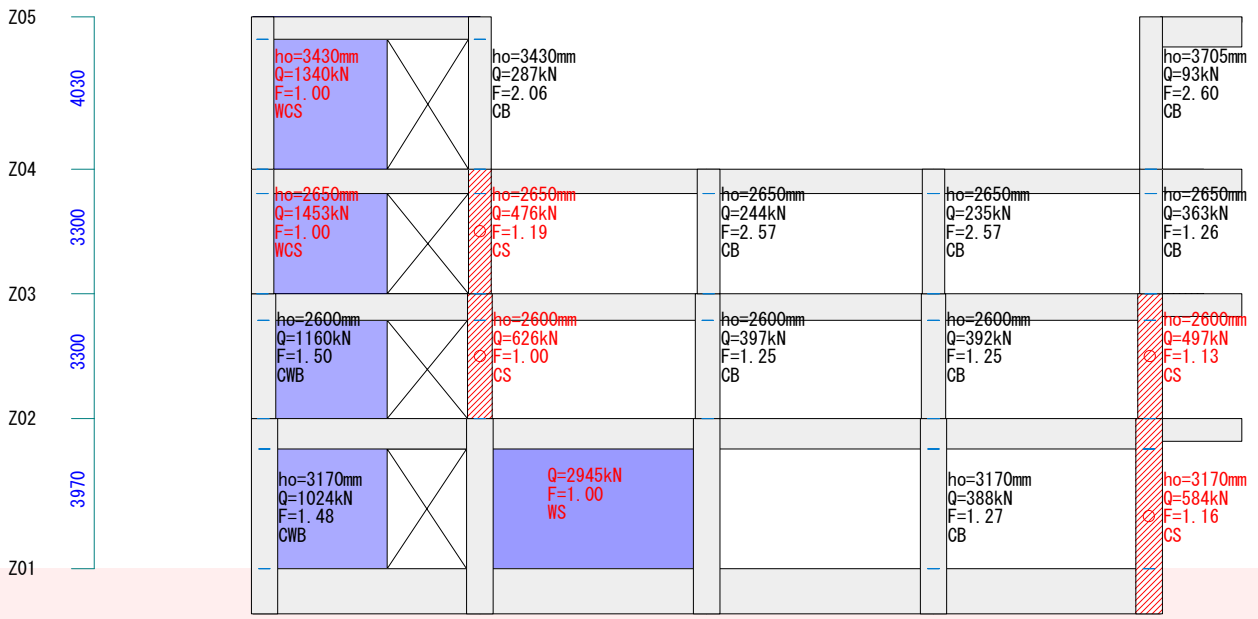 Z05
4030
ho=3430mm
Q=1340kN
F=1.00
WCS
ho=3430mm
Q=287kN
F=2.06
CB
ho=3705mm
Q=93kN
F=2.60
CB
Z04
3300
ho=2650mm
Q=1453kN
F=1.00
WCS
ho=2650mm
Q=476kN
F=1.19
CS
ho=2650mm
Q=244kN
F=2.57
CB
ho=2650mm
Q=235kN
F=2.57
CB
ho=2650mm
Q=363kN
F=1.26
CB
Z03
3300
ho=2600mm
Q=1160kN
F=1.50
CWB
ho=2600mm
Q=626kN
F=1.00
CS
ho=2600mm
Q=397kN
F=1.25
CB
ho=2600mm
Q=392kN
F=1.25
CB
ho=2600mm
Q=497kN
F=1.13
CS
Z02
3970
ho=3170mm
Q=1024kN
F=1.48
CWB
Q=2945kN
F=1.00
WS
ho=3170mm
Q=388kN
F=1.27
CB
ho=3170mm
Q=584kN
F=1.16
CS
Z01